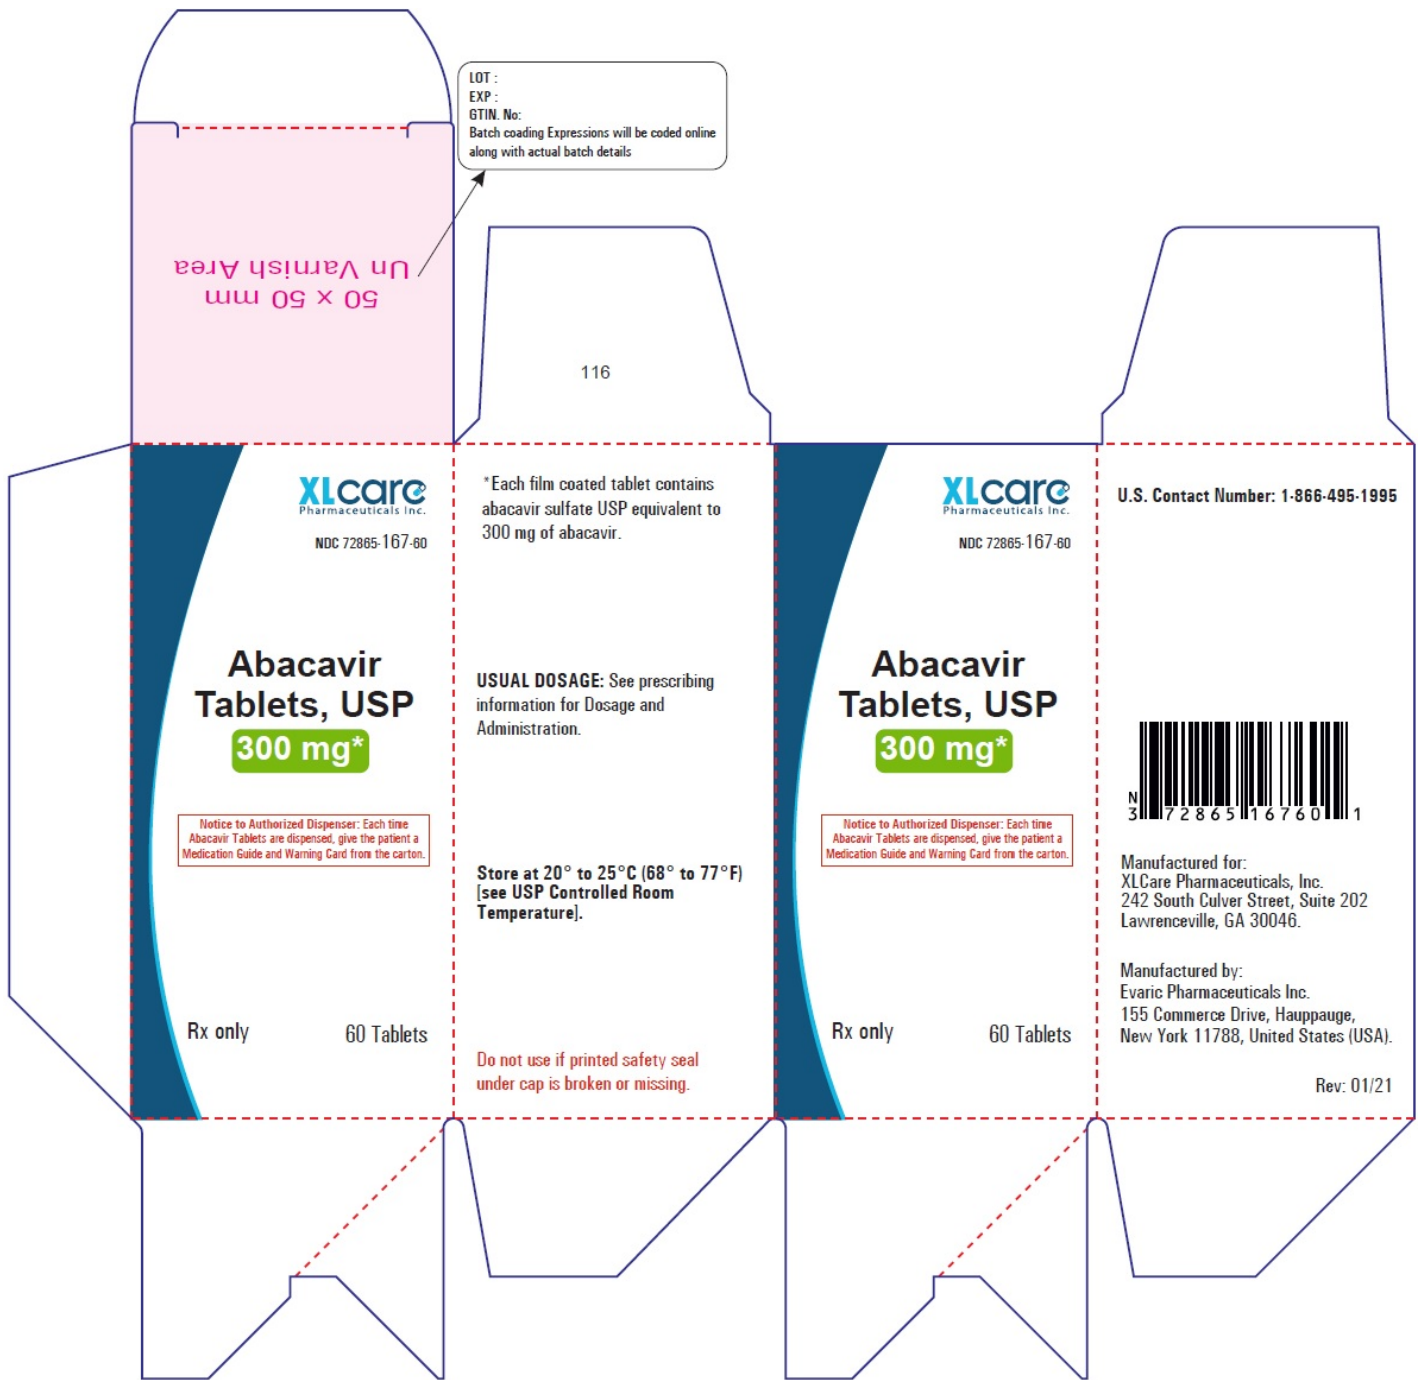 LOT :
EXP :
GTIN. No:
Batch coading Expressions will be coded online
along with actual batch details
50 x 50 mm
Un Varnish Area
116
XLcare
Pharmaceuticals Inc.
NDC 72865-167-60
Abacavir
Tablets, USP
300 mg*
Notice to Authorized Dispenser: Each time
Abacavir Tablets are dispensed, give the patient a
Medication Guide and Warning Card from the carton.
Rx only
60 Tablets
*Each film coated tablet contains
abacavir sulfate USP equivalent to
300 mg of abacavir.
USUAL DOSAGE: See prescribing
information for Dosage and
Administration.
Store at 20° to 25°C (68° to 77°F)
[see USP Controlled Room
Temperature].
Do not use if printed safety seal
under cap is broken or missing.
XLcare
Pharmaceuticals Inc.
NDC 72865-167-60
Abacavir
Tablets, USP
300 mg*
Notice to Authorized Dispenser: Each time
Abacavir Tablets are dispensed, give the patient a
Medication Guide and Warning Card from the carton.
Rx only
60 Tablets
U.S. Contact Number: 1-866-495-1995
N
3 72865 16760 1
Manufactured for:
XLCare Pharmaceuticals, Inc.
242 South Culver Street, Suite 202
Lawrenceville, GA 30046.
Manufactured by:
Evaric Pharmaceuticals Inc.
155 Commerce Drive, Hauppauge,
New York 11788, United States (USA).
Rev: 01/21